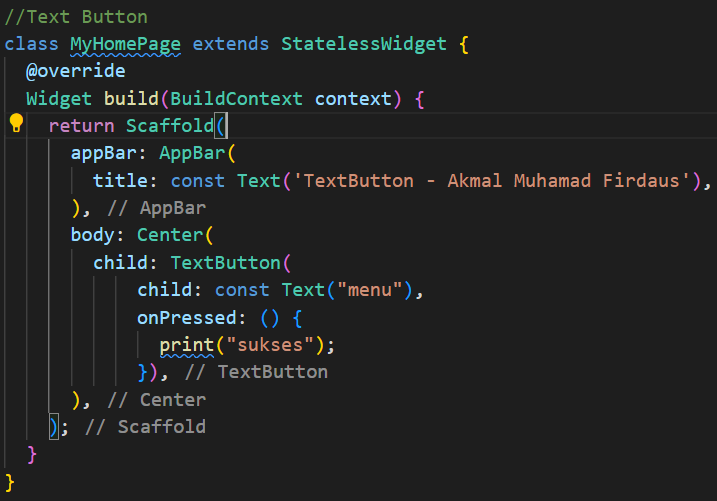 //Text Button
class MyHomePage extends StatelessWidget {
  @override
  Widget build(BuildContext context) {
    return Scaffold(
      appBar: AppBar(
        title: const Text('TextButton - Akmal Muhamad Firdaus'),
      ), // AppBar
      body: Center(
        child: TextButton(
            child: const Text("menu"),
            onPressed: () {
              print("sukses");
            }), // TextButton
      ), // Center
    ); // Scaffold
  }
}